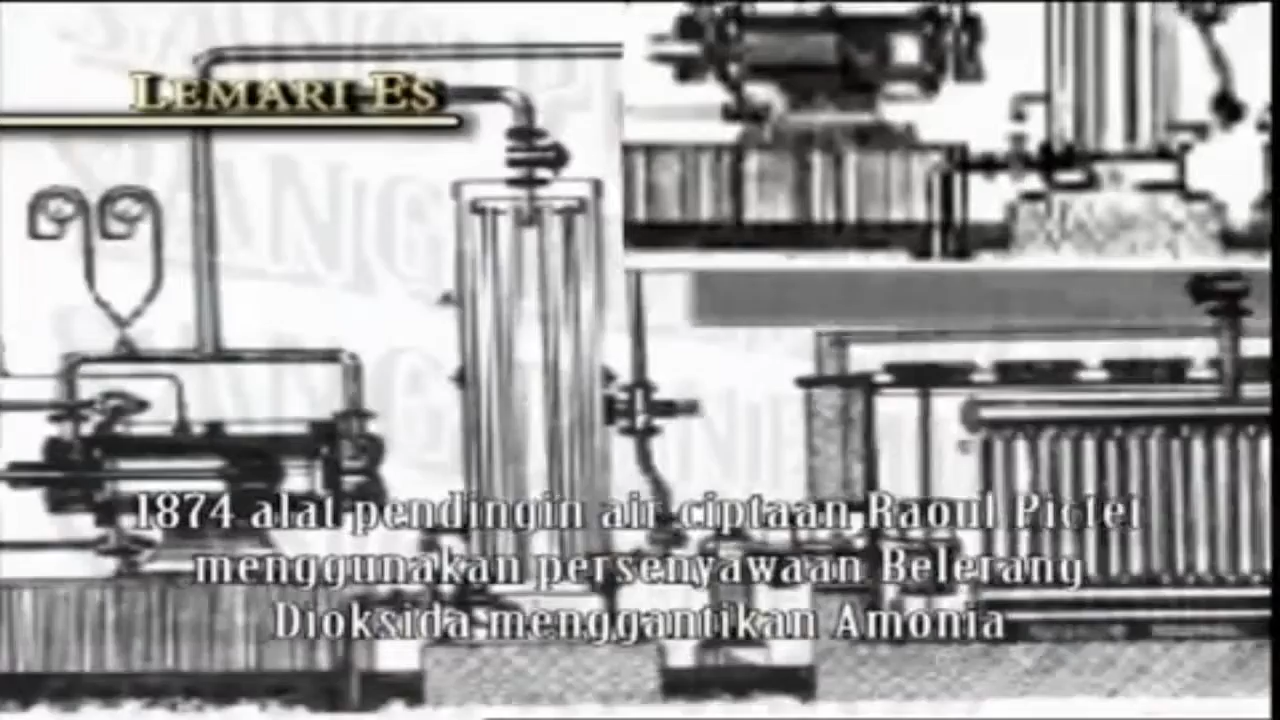 LEMARI ES
1874 alat pendingin air ciptaan Raoul Pictet
menggunakan persenyawaan Belerang
Dioksida menggantikan Amonia